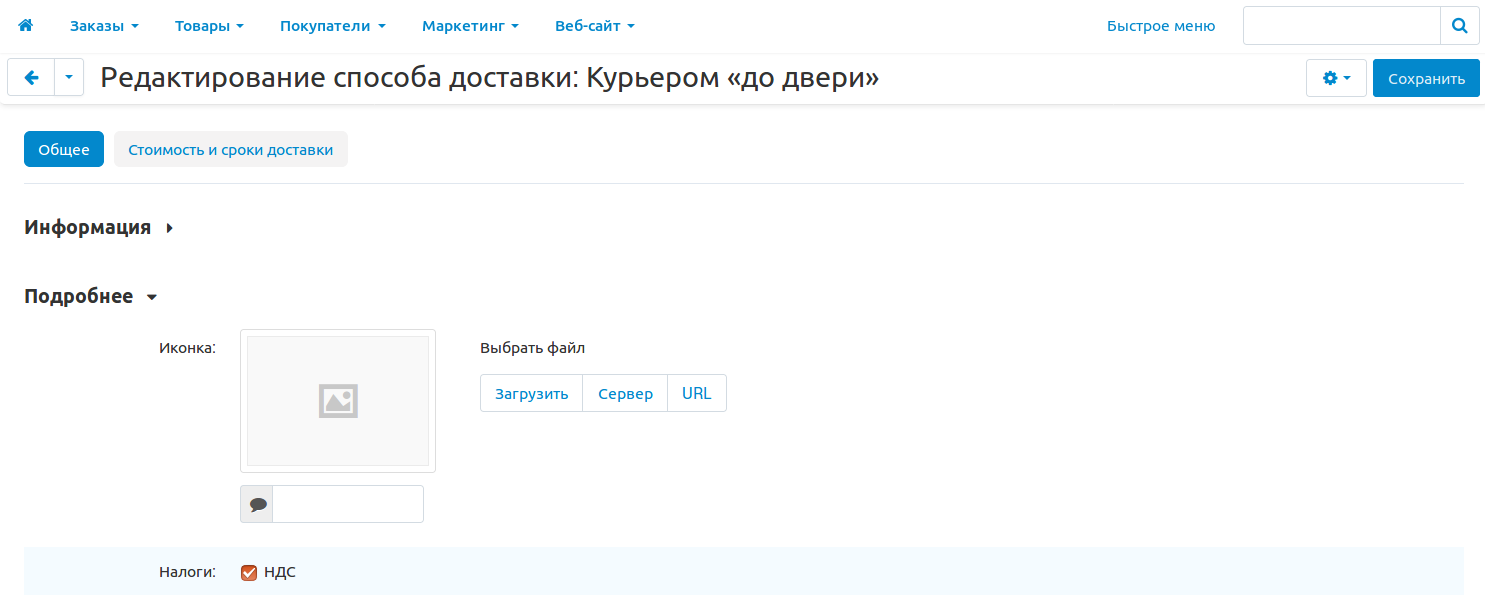 Заказы Товары Покупатели Маркетинг Веб-сайт Быстрое меню
Редактирование способа доставки: Курьером «до двери» Сохранить
Общее Стоимость и сроки доставки
Информация
Подробнее
Иконка: Выбрать файл
Загрузить Сервер URL
Налоги: НДС